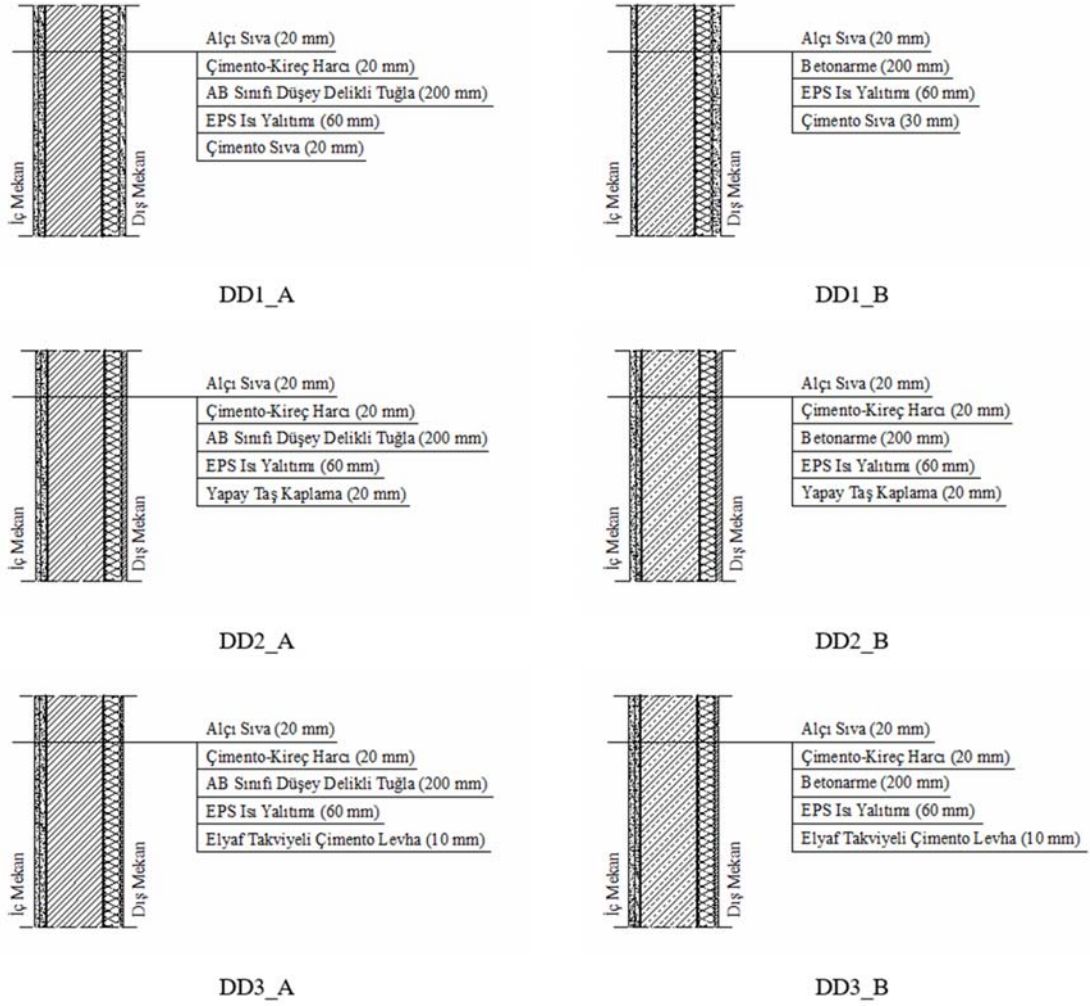 Alçı Sıva (20 mm)
Çimento-Kireç Harcı (20 mm)
AB Sınıfı Düşey Delikli Tuğla (200 mm)
EPS Isı Yalıtımı (60 mm)
Çimento Sıva (20 mm)
İç Mekan
Dış Mekan
DD1_A
Alçı Sıva (20 mm)
Betonarme (200 mm)
EPS Isı Yalıtımı (60 mm)
Çimento Sıva (30 mm)
İç Mekan
Dış Mekan
DD1_B
Alçı Sıva (20 mm)
Çimento-Kireç Harcı (20 mm)
AB Sınıfı Düşey Delikli Tuğla (200 mm)
EPS Isı Yalıtımı (60 mm)
Yapay Taş Kaplama (20 mm)
İç Mekan
Dış Mekan
DD2_A
Alçı Sıva (20 mm)
Çimento-Kireç Harcı (20 mm)
Betonarme (200 mm)
EPS Isı Yalıtımı (60 mm)
Yapay Taş Kaplama (20 mm)
İç Mekan
Dış Mekan
DD2_B
Alçı Sıva (20 mm)
Çimento-Kireç Harcı (20 mm)
AB Sınıfı Düşey Delikli Tuğla (200 mm)
EPS Isı Yalıtımı (60 mm)
Elyaf Takviyeli Çimento Levha (10 mm)
İç Mekan
Dış Mekan
DD3_A
Alçı Sıva (20 mm)
Çimento-Kireç Harcı (20 mm)
Betonarme (200 mm)
EPS Isı Yalıtımı (60 mm)
Elyaf Takviyeli Çimento Levha (10 mm)
İç Mekan
Dış Mekan
DD3_B